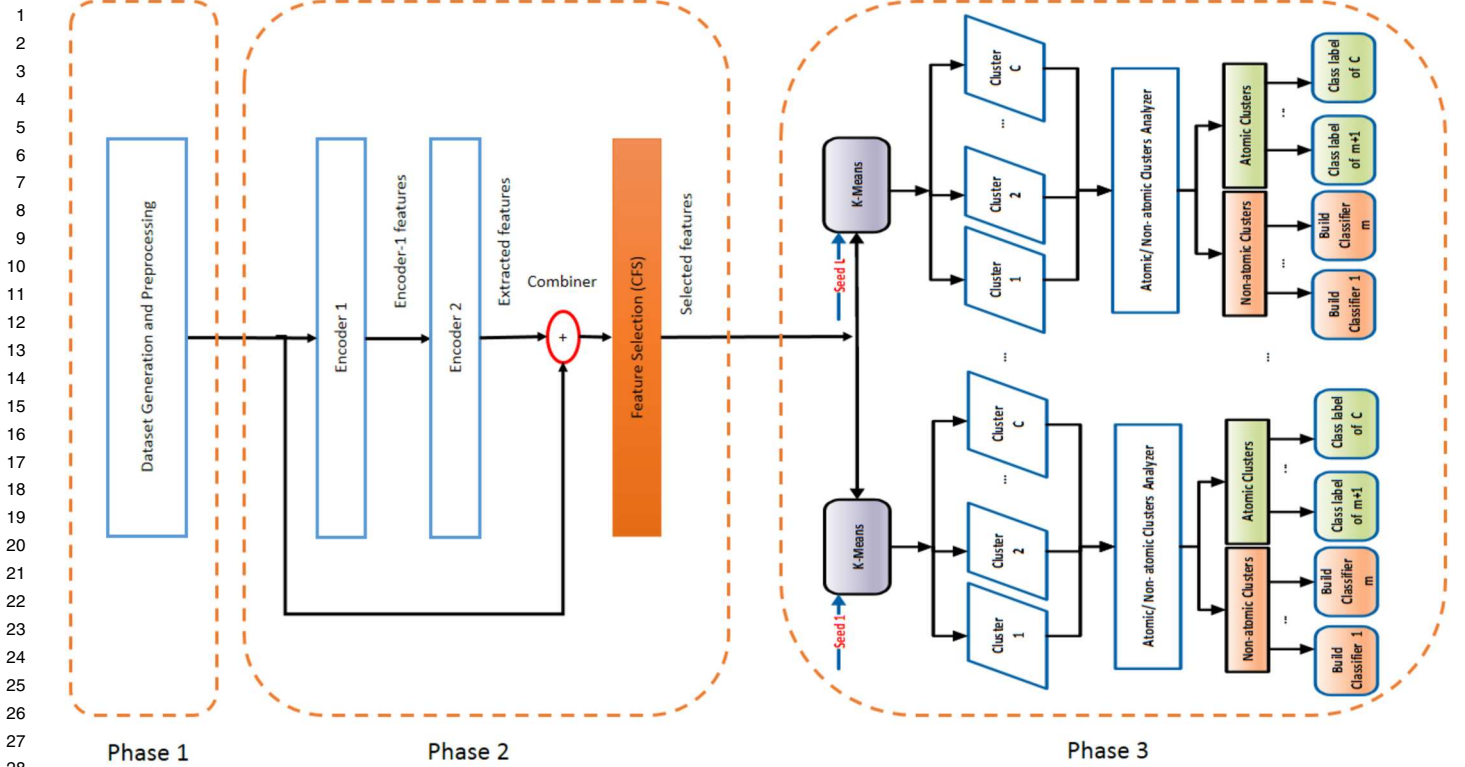 1
2
3
4
5
6
7
8
9
10
11
12
13
14
15
16
17
18
19
20
21
22
23
24
25
26
27
28
Dataset Generation and Preprocessing
Encoder 1
Encoder-1 features
Encoder 2
Extracted features
Combiner
+
Feature Selection (CFS)
Selected features
Seed L
K-Means
Cluster
C
...
Cluster
2
Cluster
1
Atomic/ Non- atomic Clusters Analyzer
Atomic Clusters
Non-atomic Clusters
Class label
of C
...
Class label
of m+1
Build
Classifier
m
...
Build
Classifier 1
...
...
Seed 1
K-Means
Cluster
C
...
Cluster
2
Cluster
1
Atomic/ Non- atomic Clusters Analyzer
Atomic Clusters
Non-atomic Clusters
Class label
of C
...
Class label
of m+1
Build
Classifier
m
...
Build
Classifier 1
Phase 1
Phase 2
Phase 3